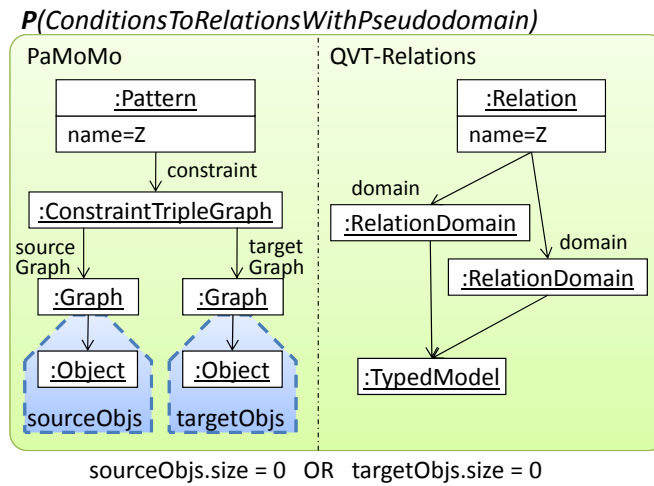 P(ConditionsToRelationsWithPseudodomain)
PaMoMo
:Pattern
name=Z
constraint
:ConstraintTripleGraph
source
Graph
target
Graph
:Graph
:Graph
:Object
:Object
sourceObjs
targetObjs
QVT-Relations
:Relation
name=Z
domain
:RelationDomain
domain
:RelationDomain
:TypedModel
sourceObjs.size = 0 OR targetObjs.size = 0